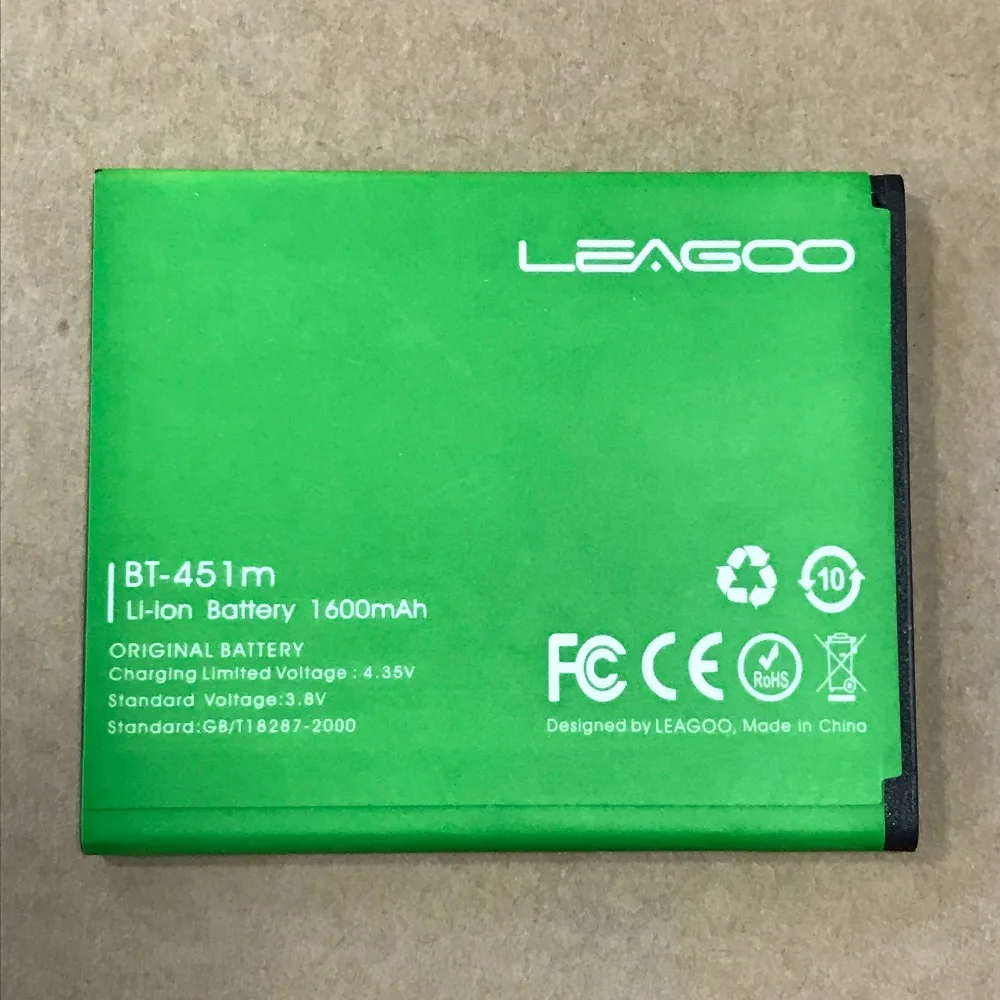 LEAGOO
BT-451m
Li-ion Battery 1600mAh
ORIGINAL BATTERY
Charging Limited Voltage : 4.35V
Standard Voltage:3.8V
Standard:GB/T18287-2000
10
FC CE RoHS
Designed by LEAGOO, Made in China